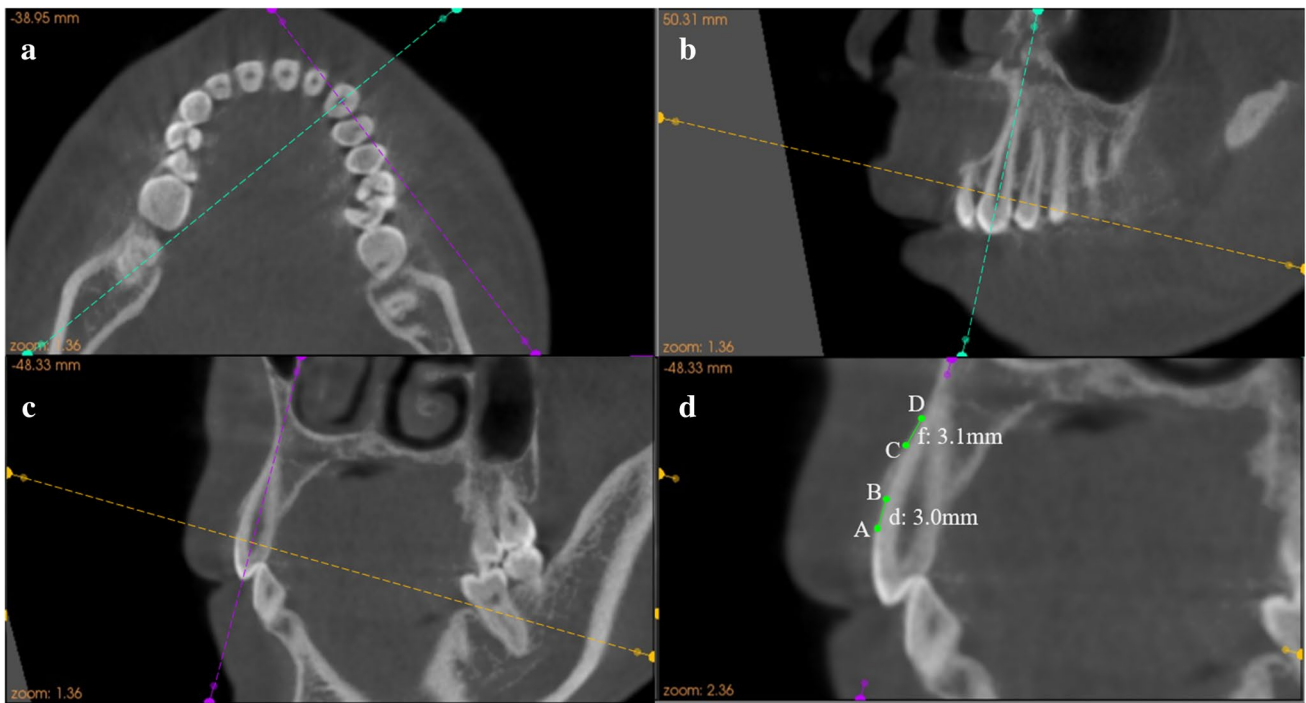 -38.95 mm
a
zoom: 1.36
50.31 mm
b
zoom: 1.36
-48.33 mm
c
zoom: 1.36
-48.33 mm
d
D
f: 3.1mm
C
B
d: 3.0mm
A
zoom: 2.36